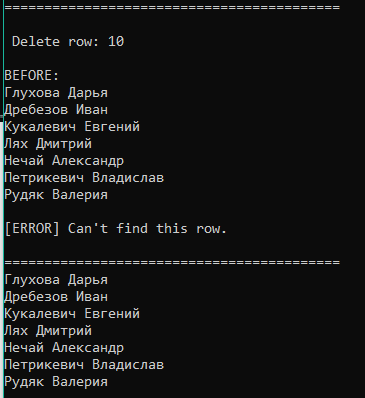 ==========================================
Delete row: 10
BEFORE:
Глухова Дарья
Дребезов Иван
Кукалевич Евгений
Лях Дмитрий
Нечай Александр
Петрикевич Владислав
Рудяк Валерия
[ERROR] Can't find this row.
==========================================
Глухова Дарья
Дребезов Иван
Кукалевич Евгений
Лях Дмитрий
Нечай Александр
Петрикевич Владислав
Рудяк Валерия